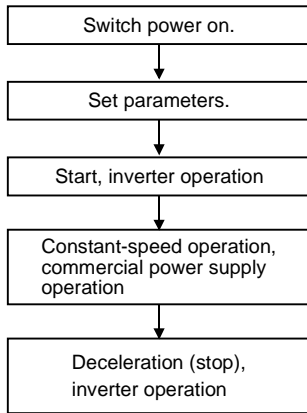 Switch power on.
Set parameters.
Start, inverter operation
Constant-speed operation,
commercial power supply
operation
Deceleration (stop),
inverter operation